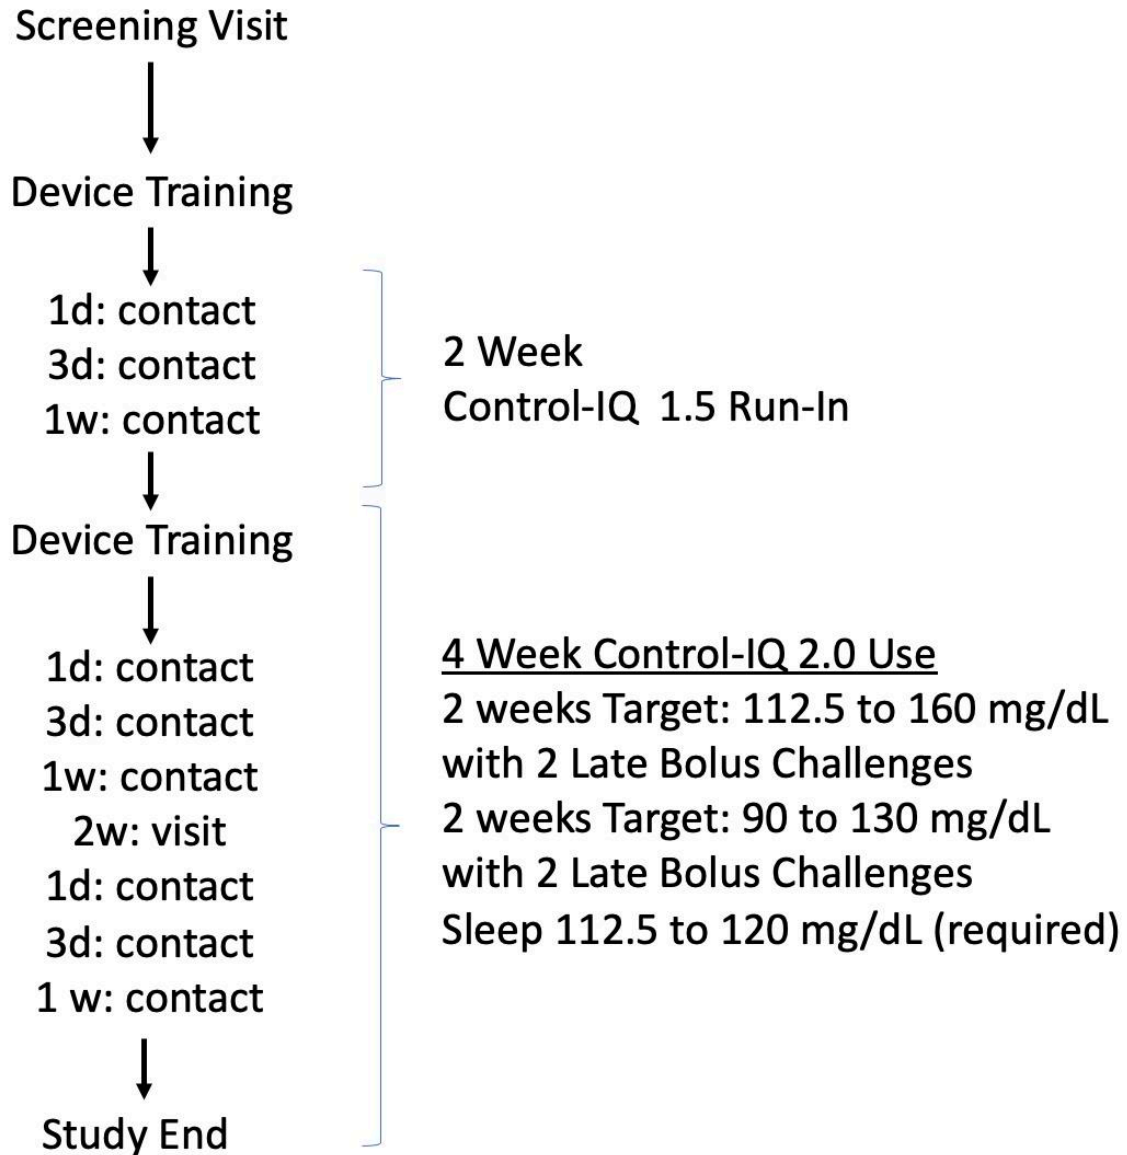 Screening Visit
Device Training
1d: contact
3d: contact
1w: contact
2 Week
Control-IQ  1.5 Run-In
Device Training
1d: contact
3d: contact
1w: contact
2w: visit
1d: contact
3d: contact
1 w: contact
Study End
4 Week Control-IQ 2.0 Use
2 weeks Target: 112.5 to 160 mg/dL
with 2 Late Bolus Challenges
2 weeks Target: 90 to 130 mg/dL
with 2 Late Bolus Challenges
Sleep 112.5 to 120 mg/dL (required)